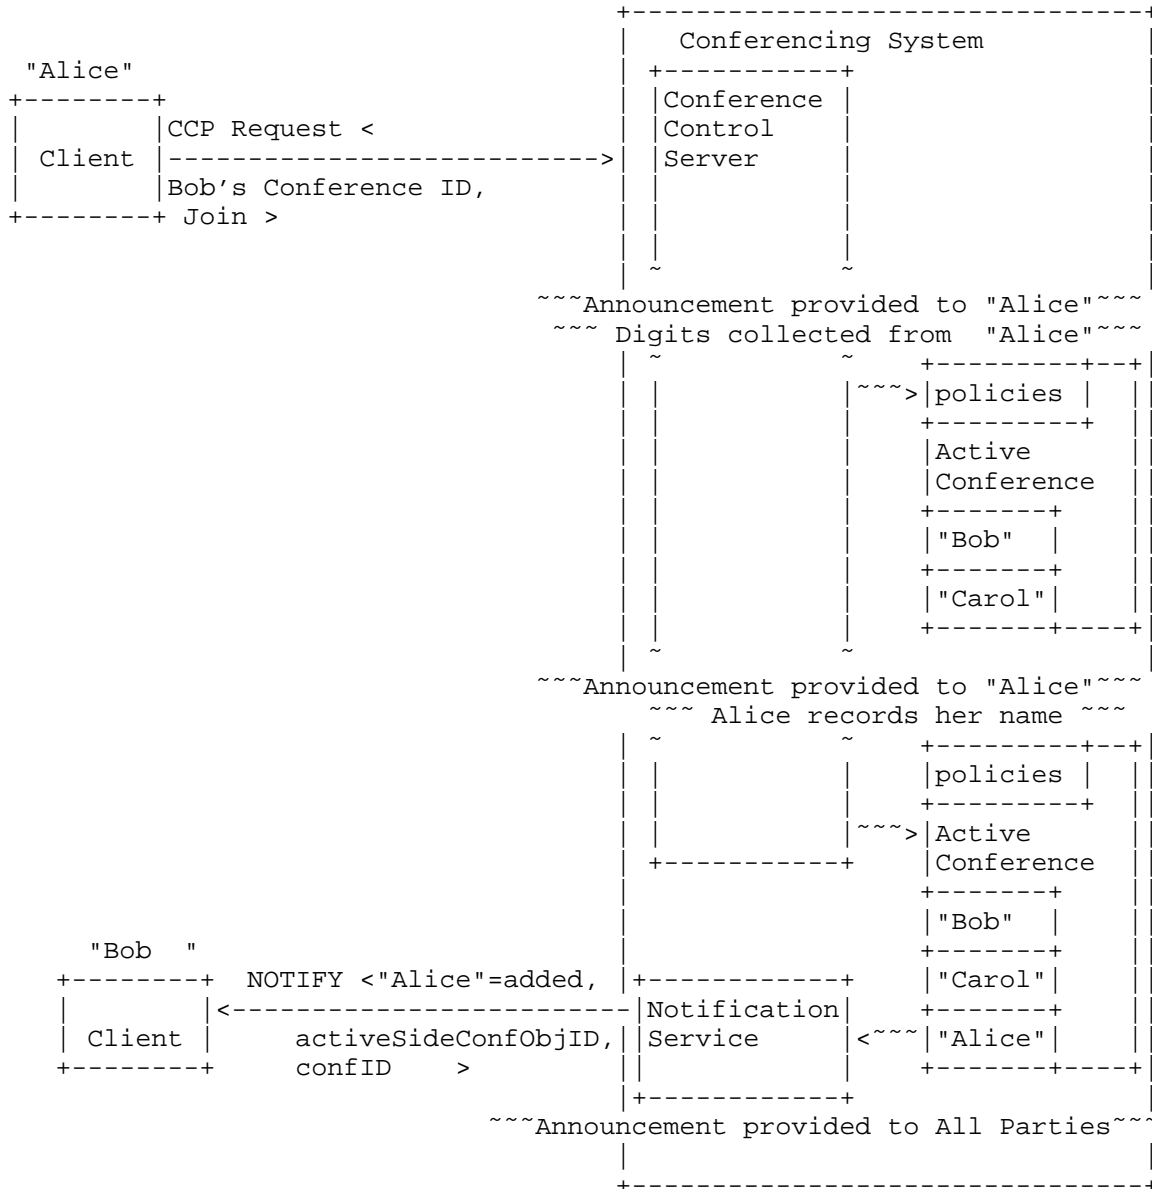 Conferencing System
"Alice"
Conference
CCP Request <
Control
Client
Server
Bob's Conference ID,
Join >
~~~Announcement provided to "Alice"~~~
~~~ Digits collected from "Alice"~~~
~~~>
policies
Active
Conference
"Bob"
"Carol"
~~~Announcement provided to "Alice"~~~
~~~ Alice records her name ~~~
policies
~~~>
Active
Conference
"Bob"
"Bob "
NOTIFY <"Alice"=added,
"Carol"
Notification
Client
activeSideConfObjID,
Service
<~~~
"Alice"
confID >
~~~Announcement provided to All Parties~~~